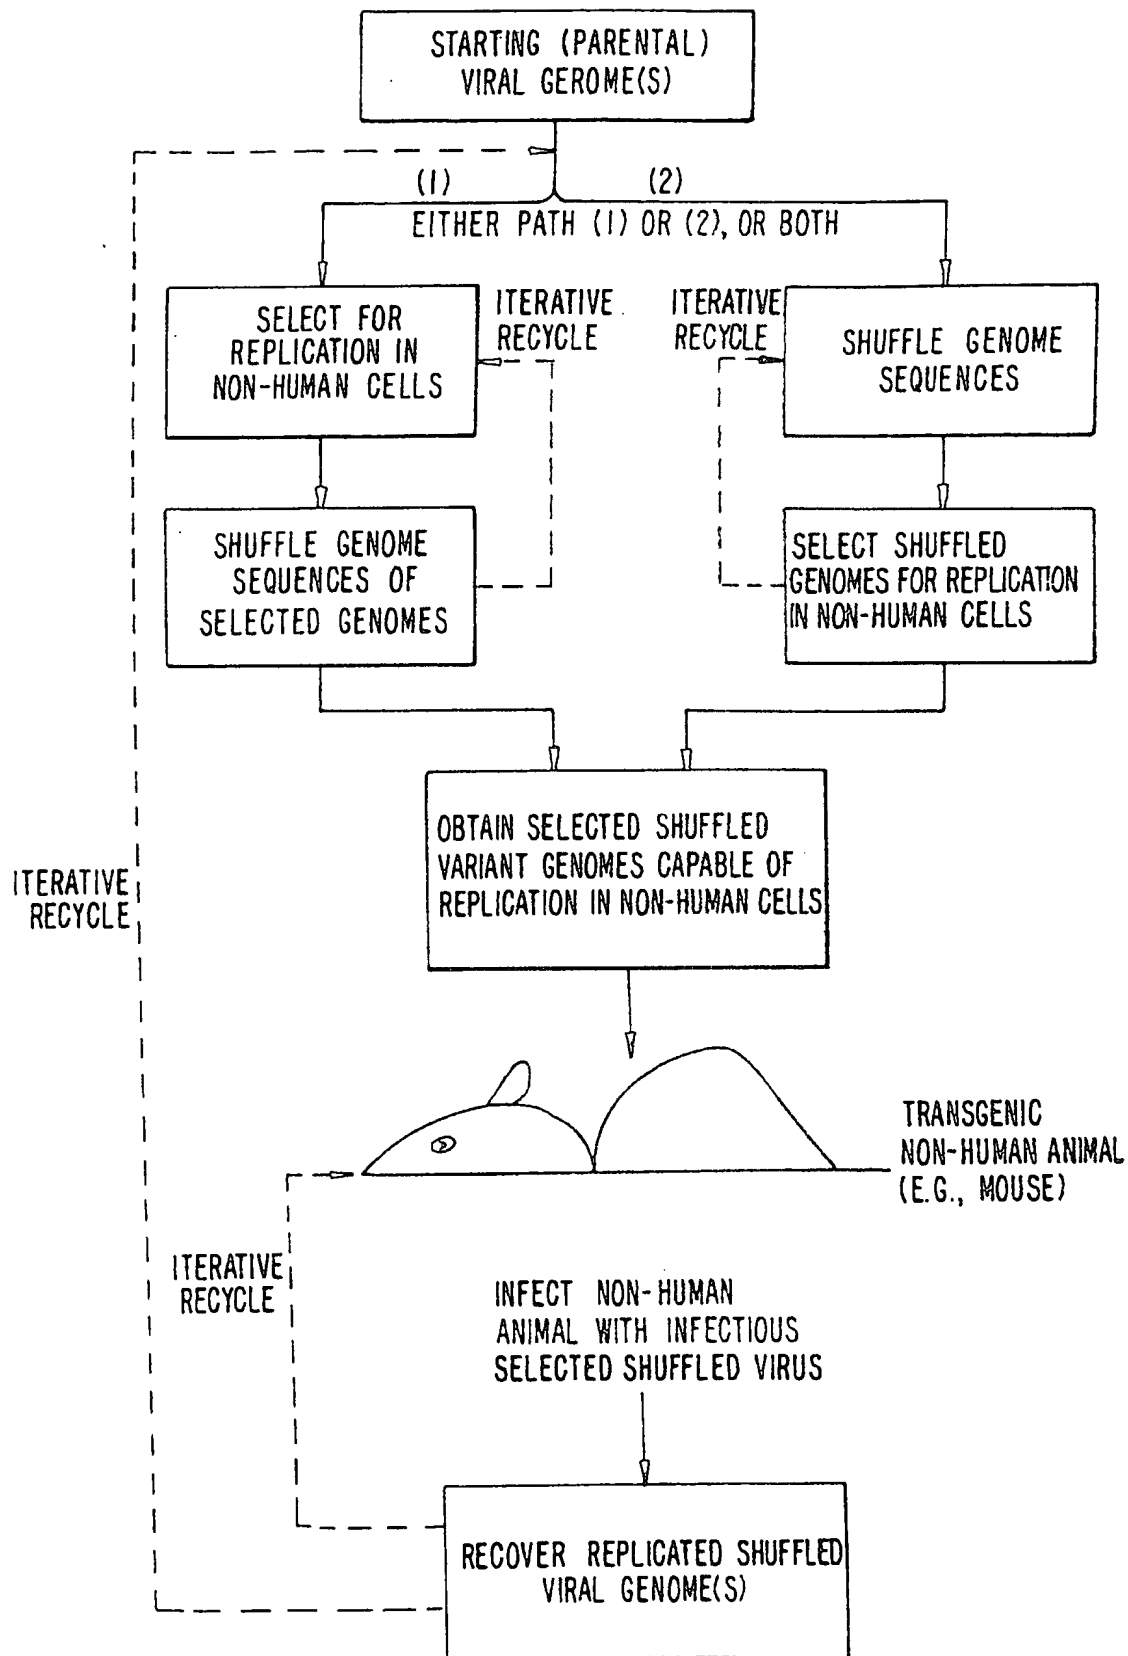 STARTING (PARENTAL)
VIRAL GEROME(S)
(1)
(2)
EITHER PATH (1) OR (2), OR BOTH
SELECT FOR
REPLICATION IN
NON-HUMAN CELLS
ITERATIVE
RECYCLE
ITERATIVE
RECYCLE
SHUFFLE GENOME
SEQUENCES
SHUFFLE GENOME
SEQUENCES OF
SELECTED GENOMES
SELECT SHUFFLED
GENOMES FOR REPLICATION
IN NON-HUMAN CELLS
OBTAIN SELECTED SHUFFLED
VARIANT GENOMES CAPABLE OF
REPLICATION IN NON-HUMAN CELLS
ITERATIVE
RECYCLE
TRANSGENIC
NON-HUMAN ANIMAL
(E.G., MOUSE)
ITERATIVE
RECYCLE
INFECT NON-HUMAN
ANIMAL WITH INFECTIOUS
SELECTED SHUFFLED VIRUS
RECOVER REPLICATED SHUFFLED
VIRAL GENOME(S)